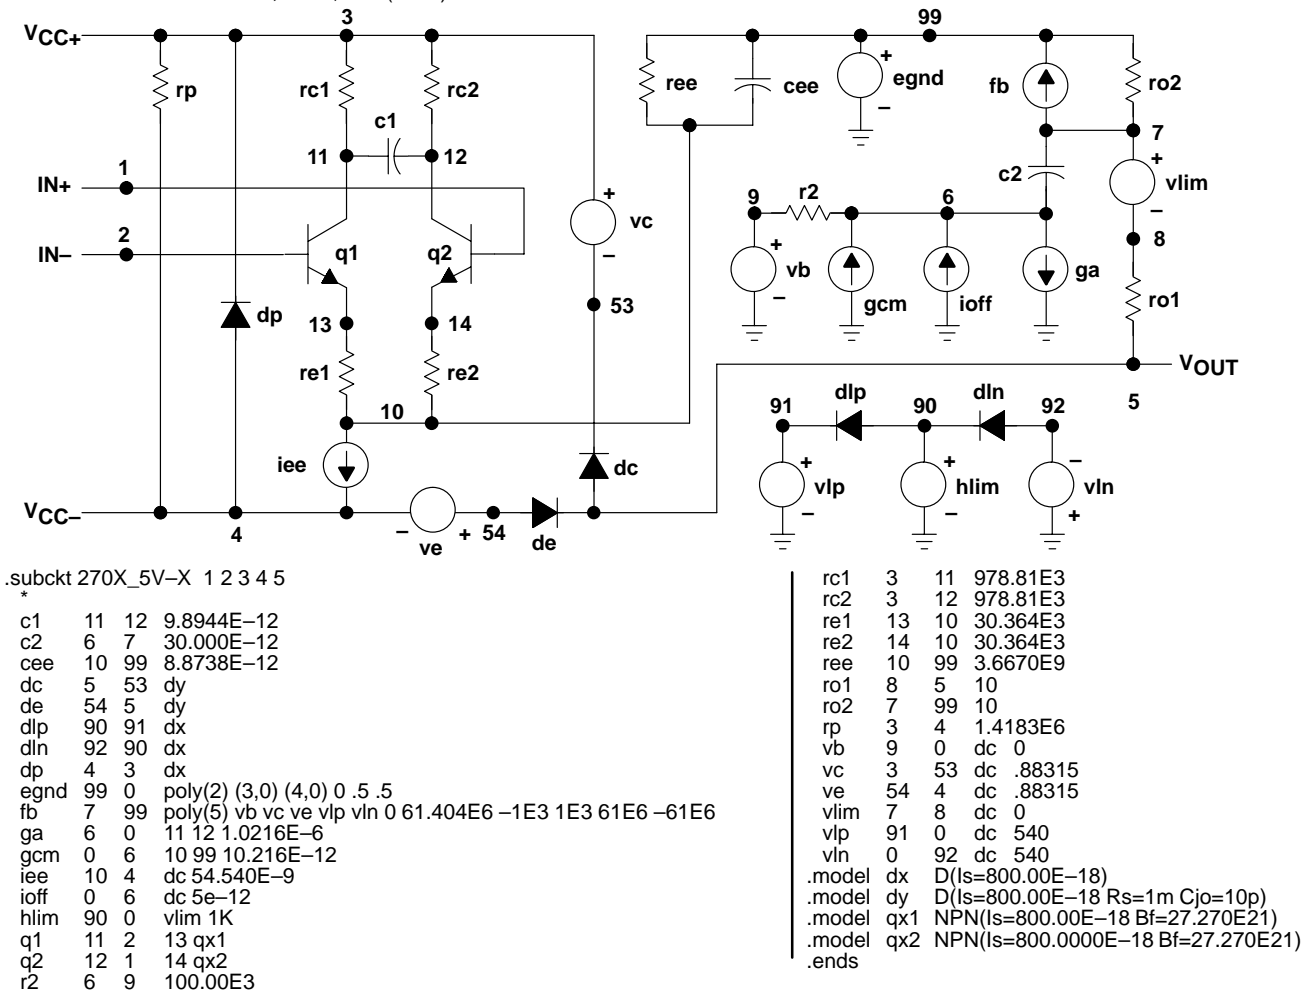 3
99
VCC+
rp
rc1
rc2
c1
11
12
1
IN+
2
IN–
q1
q2
vc
+
–
53
dp
13
14
re1
re2
10
iee
dc
VCC–
4
–
ve
+
54
de
ree
cee
egnd
+
–
fb
ro2
7
c2
+
vlim
–
8
9
r2
6
+
vb
–
gcm
ioff
ga
ro1
VOUT
5
91
dlp
90
dln
92
+
vlp
–
+
hlim
–
–
vln
+
.subckt 270X_5V–X 1 2 3 4 5
*
c1 11 12 9.8944E–12
c2 6 7 30.000E–12
cee 10 99 8.8738E–12
dc 5 53 dy
de 54 5 dy
dlp 90 91 dx
dln 92 90 dx
dp 4 3 dx
egnd 99 0 poly(2) (3,0) (4,0) 0 .5 .5
fb 7 99 poly(5) vb vc ve vlp vln 0 61.404E6 –1E3 1E3 61E6 –61E6
ga 6 0 11 12 1.0216E–6
gcm 0 6 10 99 10.216E–12
iee 10 4 dc 54.540E–9
ioff 0 6 dc 5e–12
hlim 90 0 vlim 1K
q1 11 2 13 qx1
q2 12 1 14 qx2
r2 6 9 100.00E3
rc1 3 11 978.81E3
rc2 3 12 978.81E3
re1 13 10 30.364E3
re2 14 10 30.364E3
ree 10 99 3.6670E9
ro1 8 5 10
ro2 7 99 10
rp 3 4 1.4183E6
vb 9 0 dc 0
vc 3 53 dc .88315
ve 54 4 dc .88315
vlim 7 8 dc 0
vlp 91 0 dc 540
vln 0 92 dc 540
.model dx D(Is=800.00E–18)
.model dy D(Is=800.00E–18 Rs=1m Cjo=10p)
.model qx1 NPN(Is=800.00E–18 Bf=27.270E21)
.model qx2 NPN(Is=800.0000E–18 Bf=27.270E21)
.ends